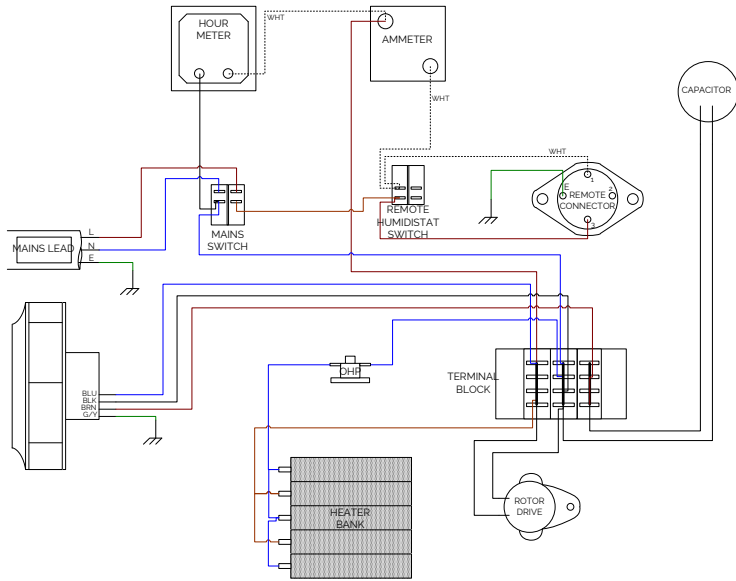 HOUR
METER
WHT
AMMETER
WHT
CAPACITOR
WHT
1
E
2
REMOTE
CONNECTOR
3
REMOTE
HUMIDISTAT
SWITCH
MAINS
SWITCH
L
MAINS LEAD
N
E
BLU
BLK
BRN
G/Y
OHP
TERMINAL
BLOCK
HEATER
BANK
ROTOR
DRIVE